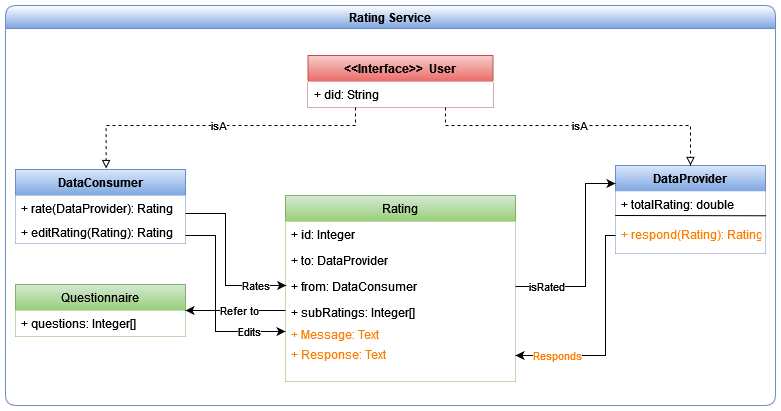 Rating Service
<<Interface>> User
+ did: String
isA
isA
DataConsumer
+ rate(DataProvider): Rating
+ editRating(Rating): Rating
DataProvider
+ totalRating: double
+ respond(Rating): Rating
Rating
+ id: Integer
+ to: DataProvider
+ from: DataConsumer
+ subRatings: Integer[]
+ Message: Text
+ Response: Text
Rates
isRated
Questionnaire
+ questions: Integer[]
Refer to
Edits
Responds